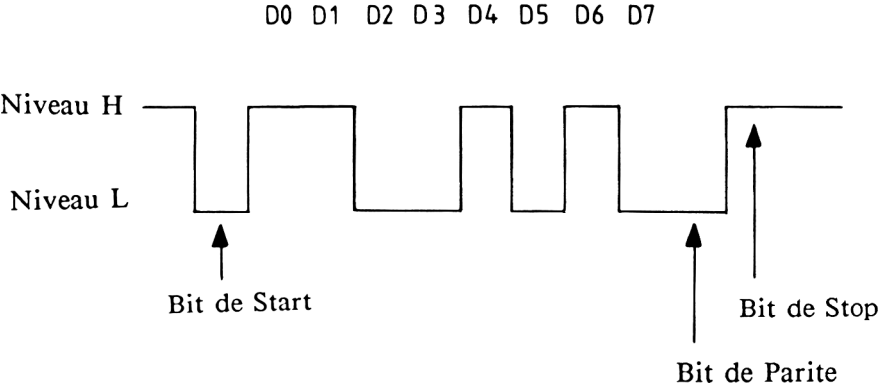 D0 D1 D2 D3 D4 D5 D6 D7
Niveau H
Niveau L
Bit de Start
Bit de Stop
Bit de Parite